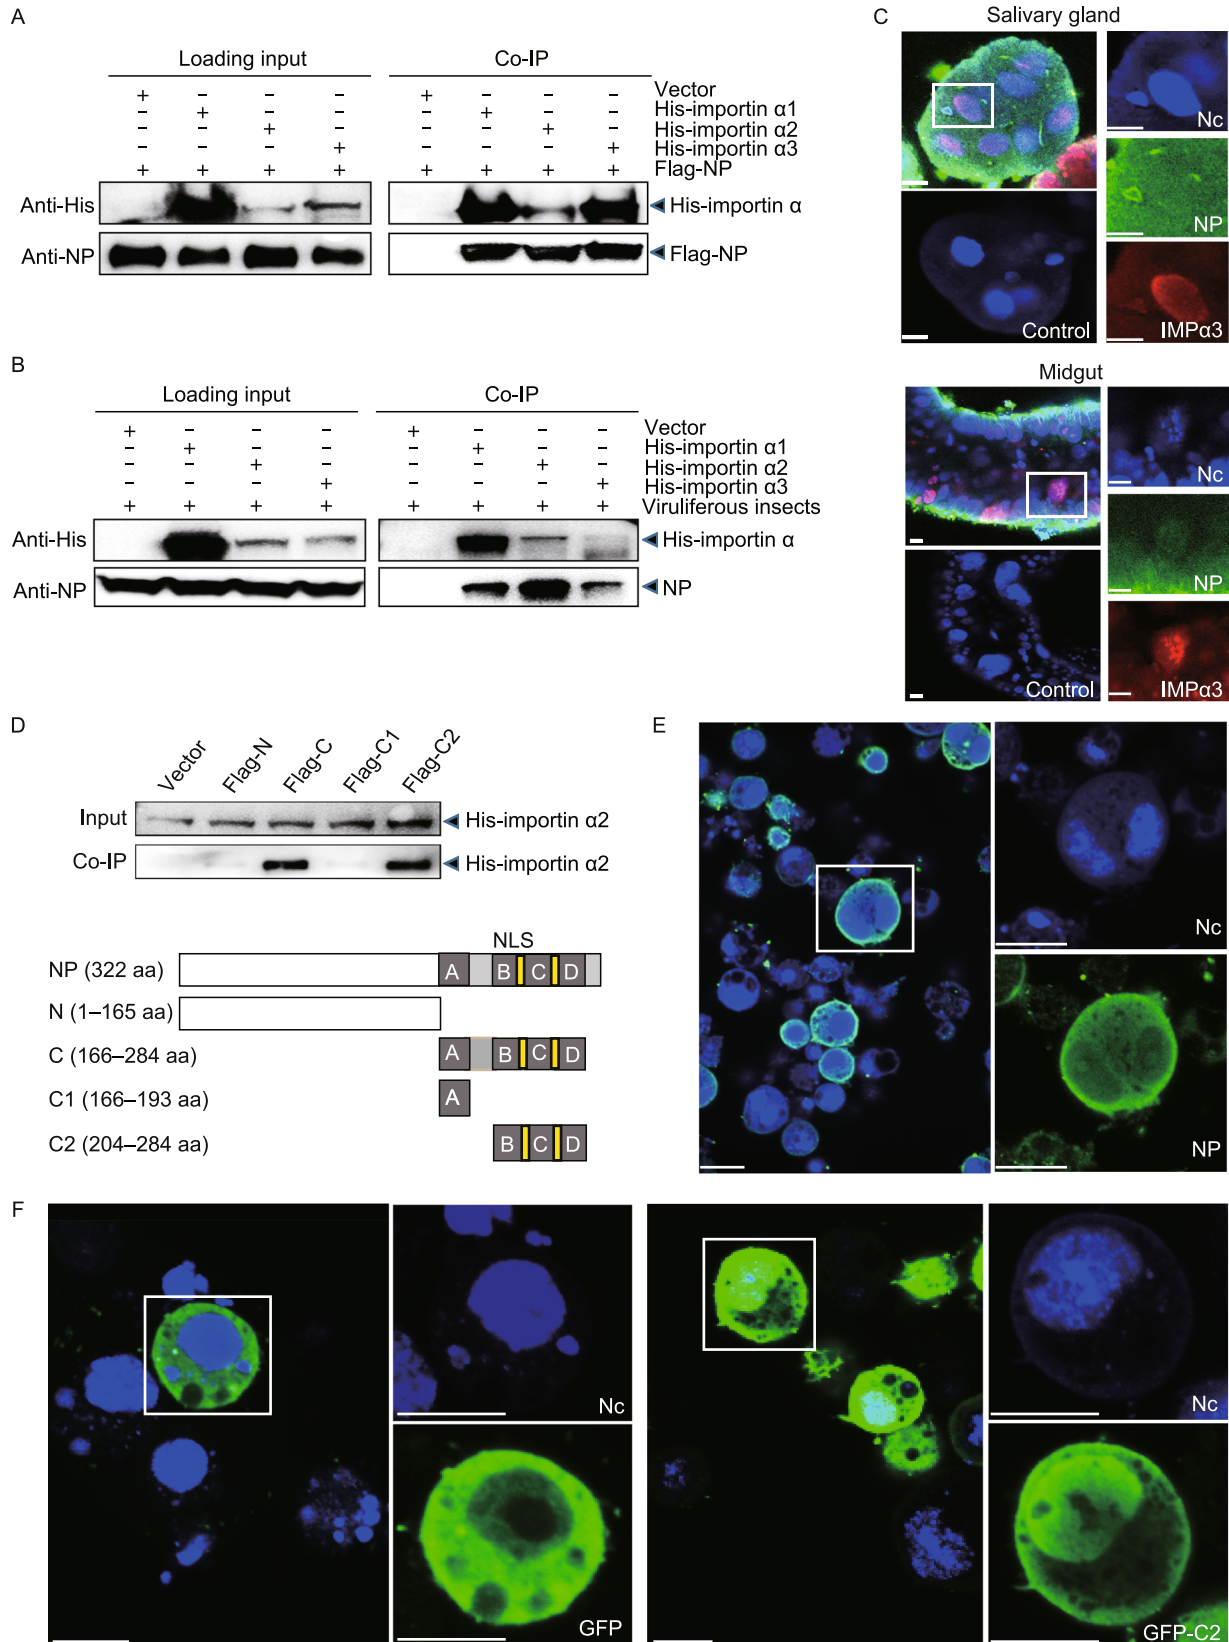 A
Loading input
Co-IP
+ – – – + – – – Vector
– + – – – + – – His-importin α1
– – + – – – + – His-importin α2
– – – + – – – + His-importin α3
+ + + + + + + + Flag-NP
Anti-His
His-importin α
Anti-NP
Flag-NP
B
Loading input
Co-IP
+ – – – + – – – Vector
– + – – – + – – His-importin α1
– – + – – – + – His-importin α2
– – – + – – – + His-importin α3
+ + + + + + + + Viruliferous insects
Anti-His
His-importin α
Anti-NP
NP
C
Salivary gland
Nc
NP
Control
IMPα3
Midgut
Nc
NP
Control
IMPα3
D
Vector Flag-N Flag-C Flag-C1 Flag-C2
Input
His-importin α2
Co-IP
His-importin α2
NLS
NP (322 aa) A B C D
N (1–165 aa)
C (166–284 aa) A B C D
C1 (166–193 aa) A
C2 (204–284 aa) B C D
E
Nc
NP
F
Nc
GFP
Nc
GFP-C2